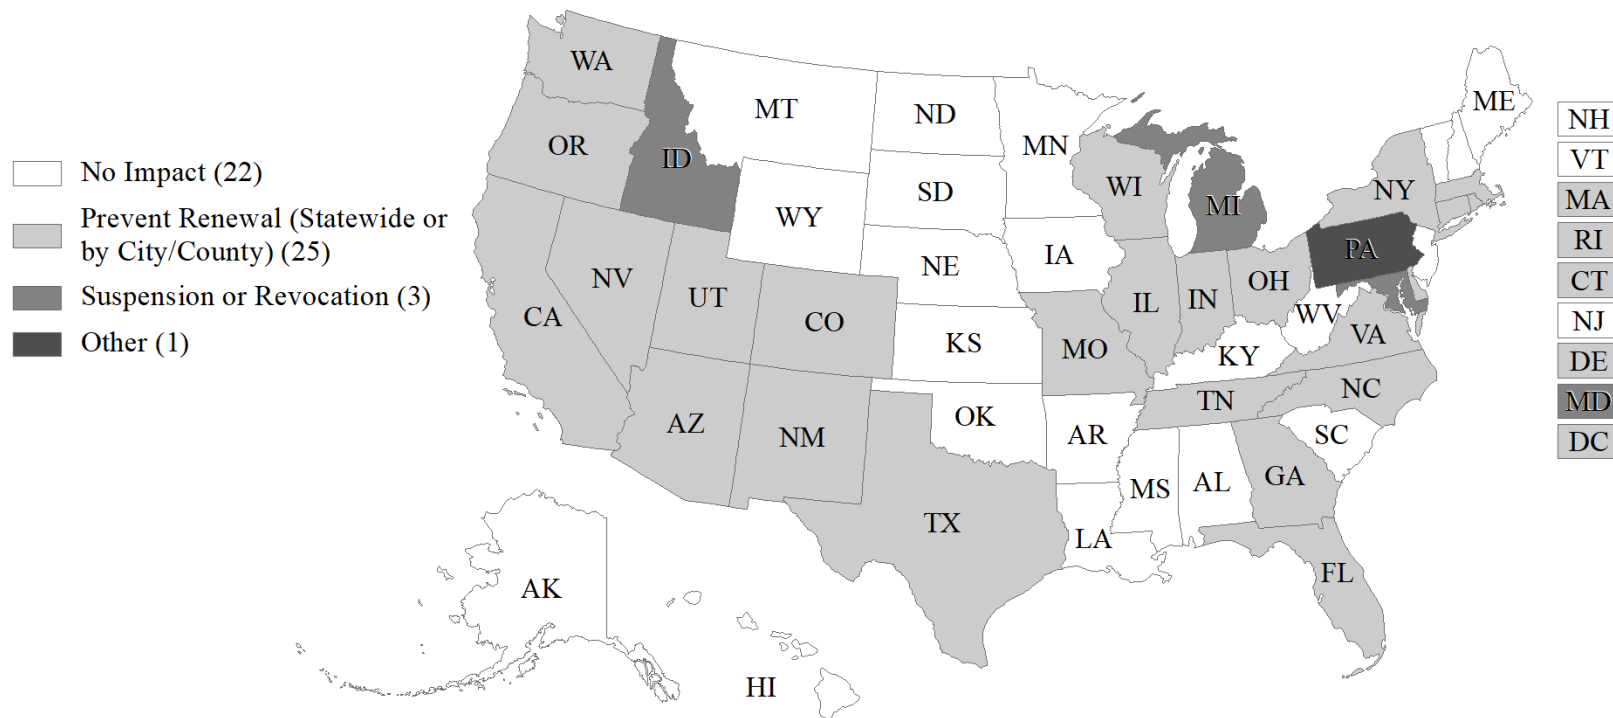 No Impact (22)
Prevent Renewal (Statewide or
by City/County) (25)
Suspension or Revocation (3)
Other (1)
WA
MT
ND
MN
ME
OR
ID
SD
WI
MI
NY
WY
IA
PA
NE
NV
UT
CO
CA
IL
IN
OH
WV
VA
KS
MO
KY
NC
TN
AZ
NM
OK
AR
SC
MS
AL
GA
TX
LA
FL
AK
HI
NH
VT
MA
RI
CT
NJ
DE
MD
DC